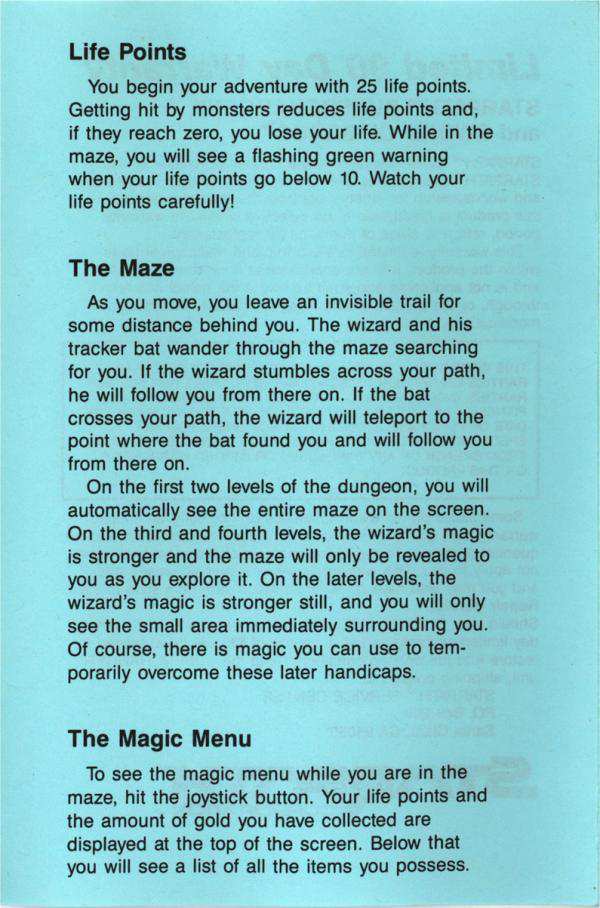 Life Points
You begin your adventure with 25 life points.
Getting hit by monsters reduces life points and,
if they reach zero, you lose your life. While in the
maze, you will see a flashing green warning
when your life points go below 10. Watch your
life points carefully!
The Maze
As you move, you leave an invisible trail for
some distance behind you. The wizard and his
tracker bat wander through the maze searching
for you. If the wizard stumbles across your path,
he will follow you from there on. If the bat
crosses your path, the wizard will teleport to the
point where the bat found you and will follow you
from there on.
On the first two levels of the dungeon, you will
automatically see the entire maze on the screen.
On the third and fourth levels, the wizard's magic
is stronger and the maze will only be revealed to
you as you explore it. On the later levels, the
wizard's magic is stronger still, and you will only
see the small area immediately surrounding you.
Of course, there is magic you can use to tem-
porarily overcome these later handicaps.
The Magic Menu
To see the magic menu while you are in the
maze, hit the joystick button. Your life points and
the amount of gold you have collected are
displayed at the top of the screen. Below that
you will see a list of all the items you possess.